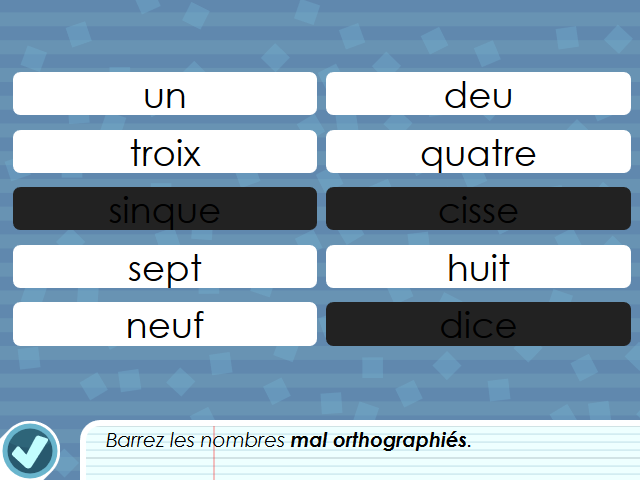 un
deu
troix
quatre
sinque
cisse
sept
huit
neuf
dice
Barrez les nombres mal orthographiés.